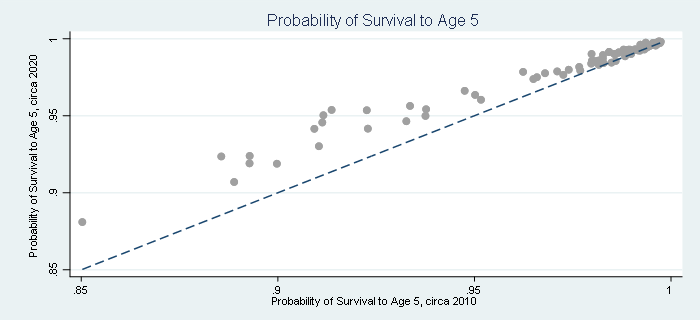 Probability of Survival to Age 5
Probability of Survival to Age 5, circa 2020
1
.95
.9
.85
.85
.9
.95
1
Probability of Survival to Age 5, circa 2010